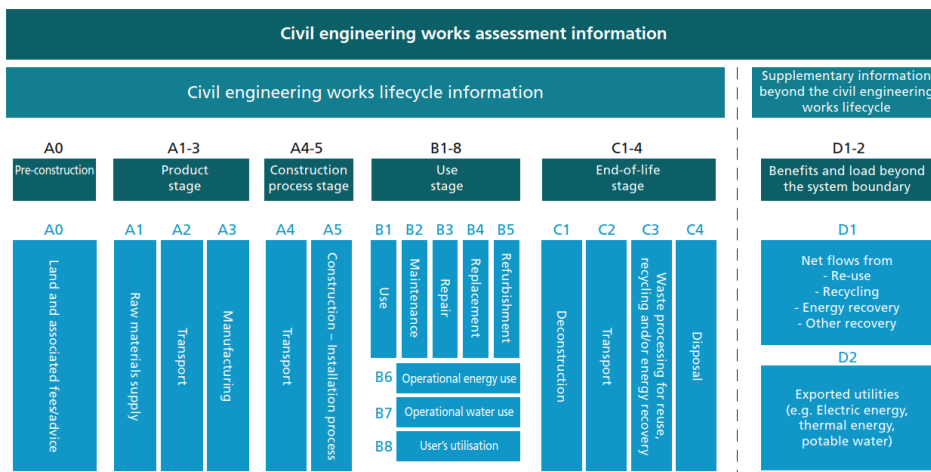 Civil engineering works assessment information
Civil engineering works lifecycle information
Supplementary information
beyond the civil engineering
works lifecycle
A0
Pre-construction
A1-3
Product
stage
A4-5
Construction
process stage
B1-8
Use
stage
C1-4
End-of-life
stage
D1-2
Benefits and load beyond
the system boundary
A0
Land and associated fees/advice
A1
Raw materials supply
A2
Transport
A3
Manufacturing
A4
Transport
A5
Construction – Installation process
B1
Use
B2
Maintenance
B3
Repair
B4
Replacement
B5
Refurbishment
B6
Operational energy use
B7
Operational water use
B8
User's utilisation
C1
Deconstruction
C2
Transport
C3
Waste processing for reuse,
recycling and/or energy recovery
C4
Disposal
D1
Net flows from
- Re-use
- Recycling
- Energy recovery
- Other recovery
D2
Exported utilities
(e.g. Electric energy,
thermal energy,
potable water)